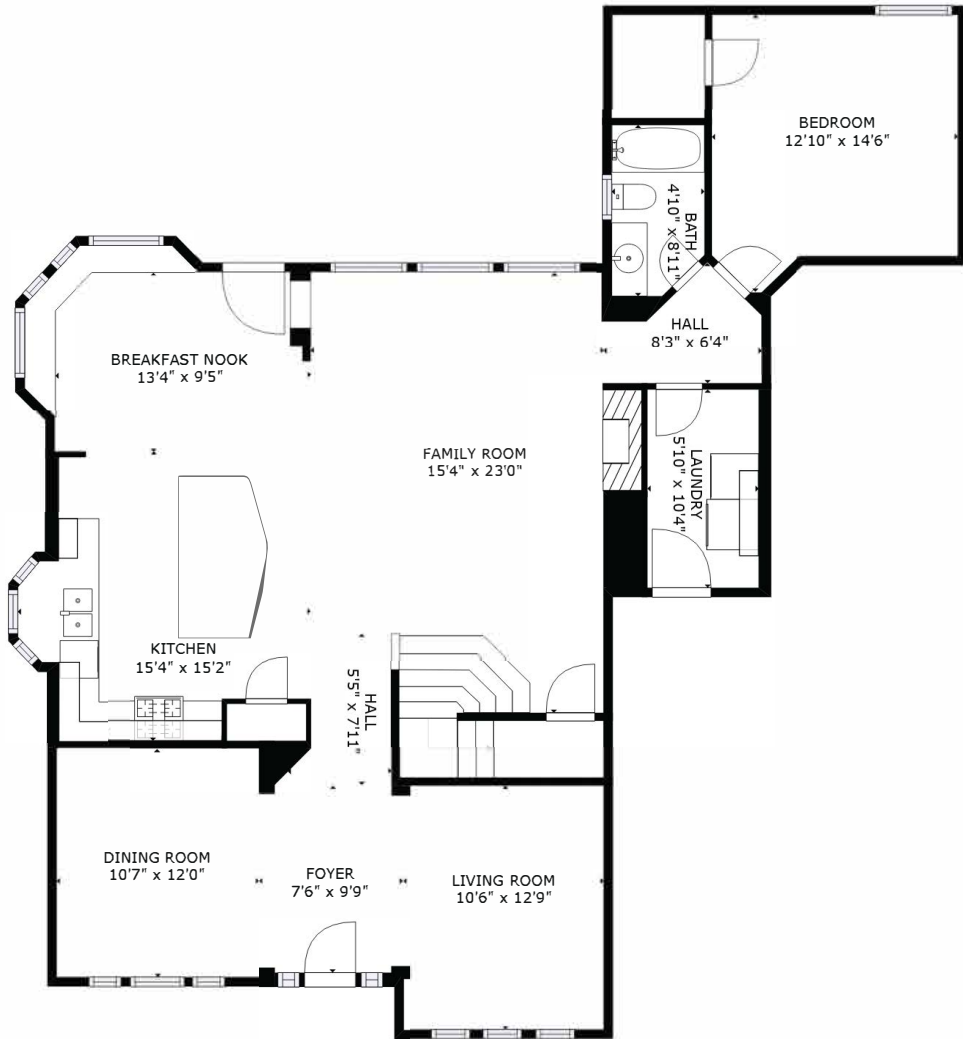 BEDROOM
12'10" x 14'6"
BATH
4'10" x 8'11"
HALL
8'3" x 6'4"
BREAKFAST NOOK
13'4" x 9'5"
FAMILY ROOM
15'4" x 23'0"
LAUNDRY
5'10" x 10'4"
KITCHEN
15'4" x 15'2"
HALL
5'5" x 7'11"
DINING ROOM
10'7" x 12'0"
FOYER
7'6" x 9'9"
LIVING ROOM
10'6" x 12'9"